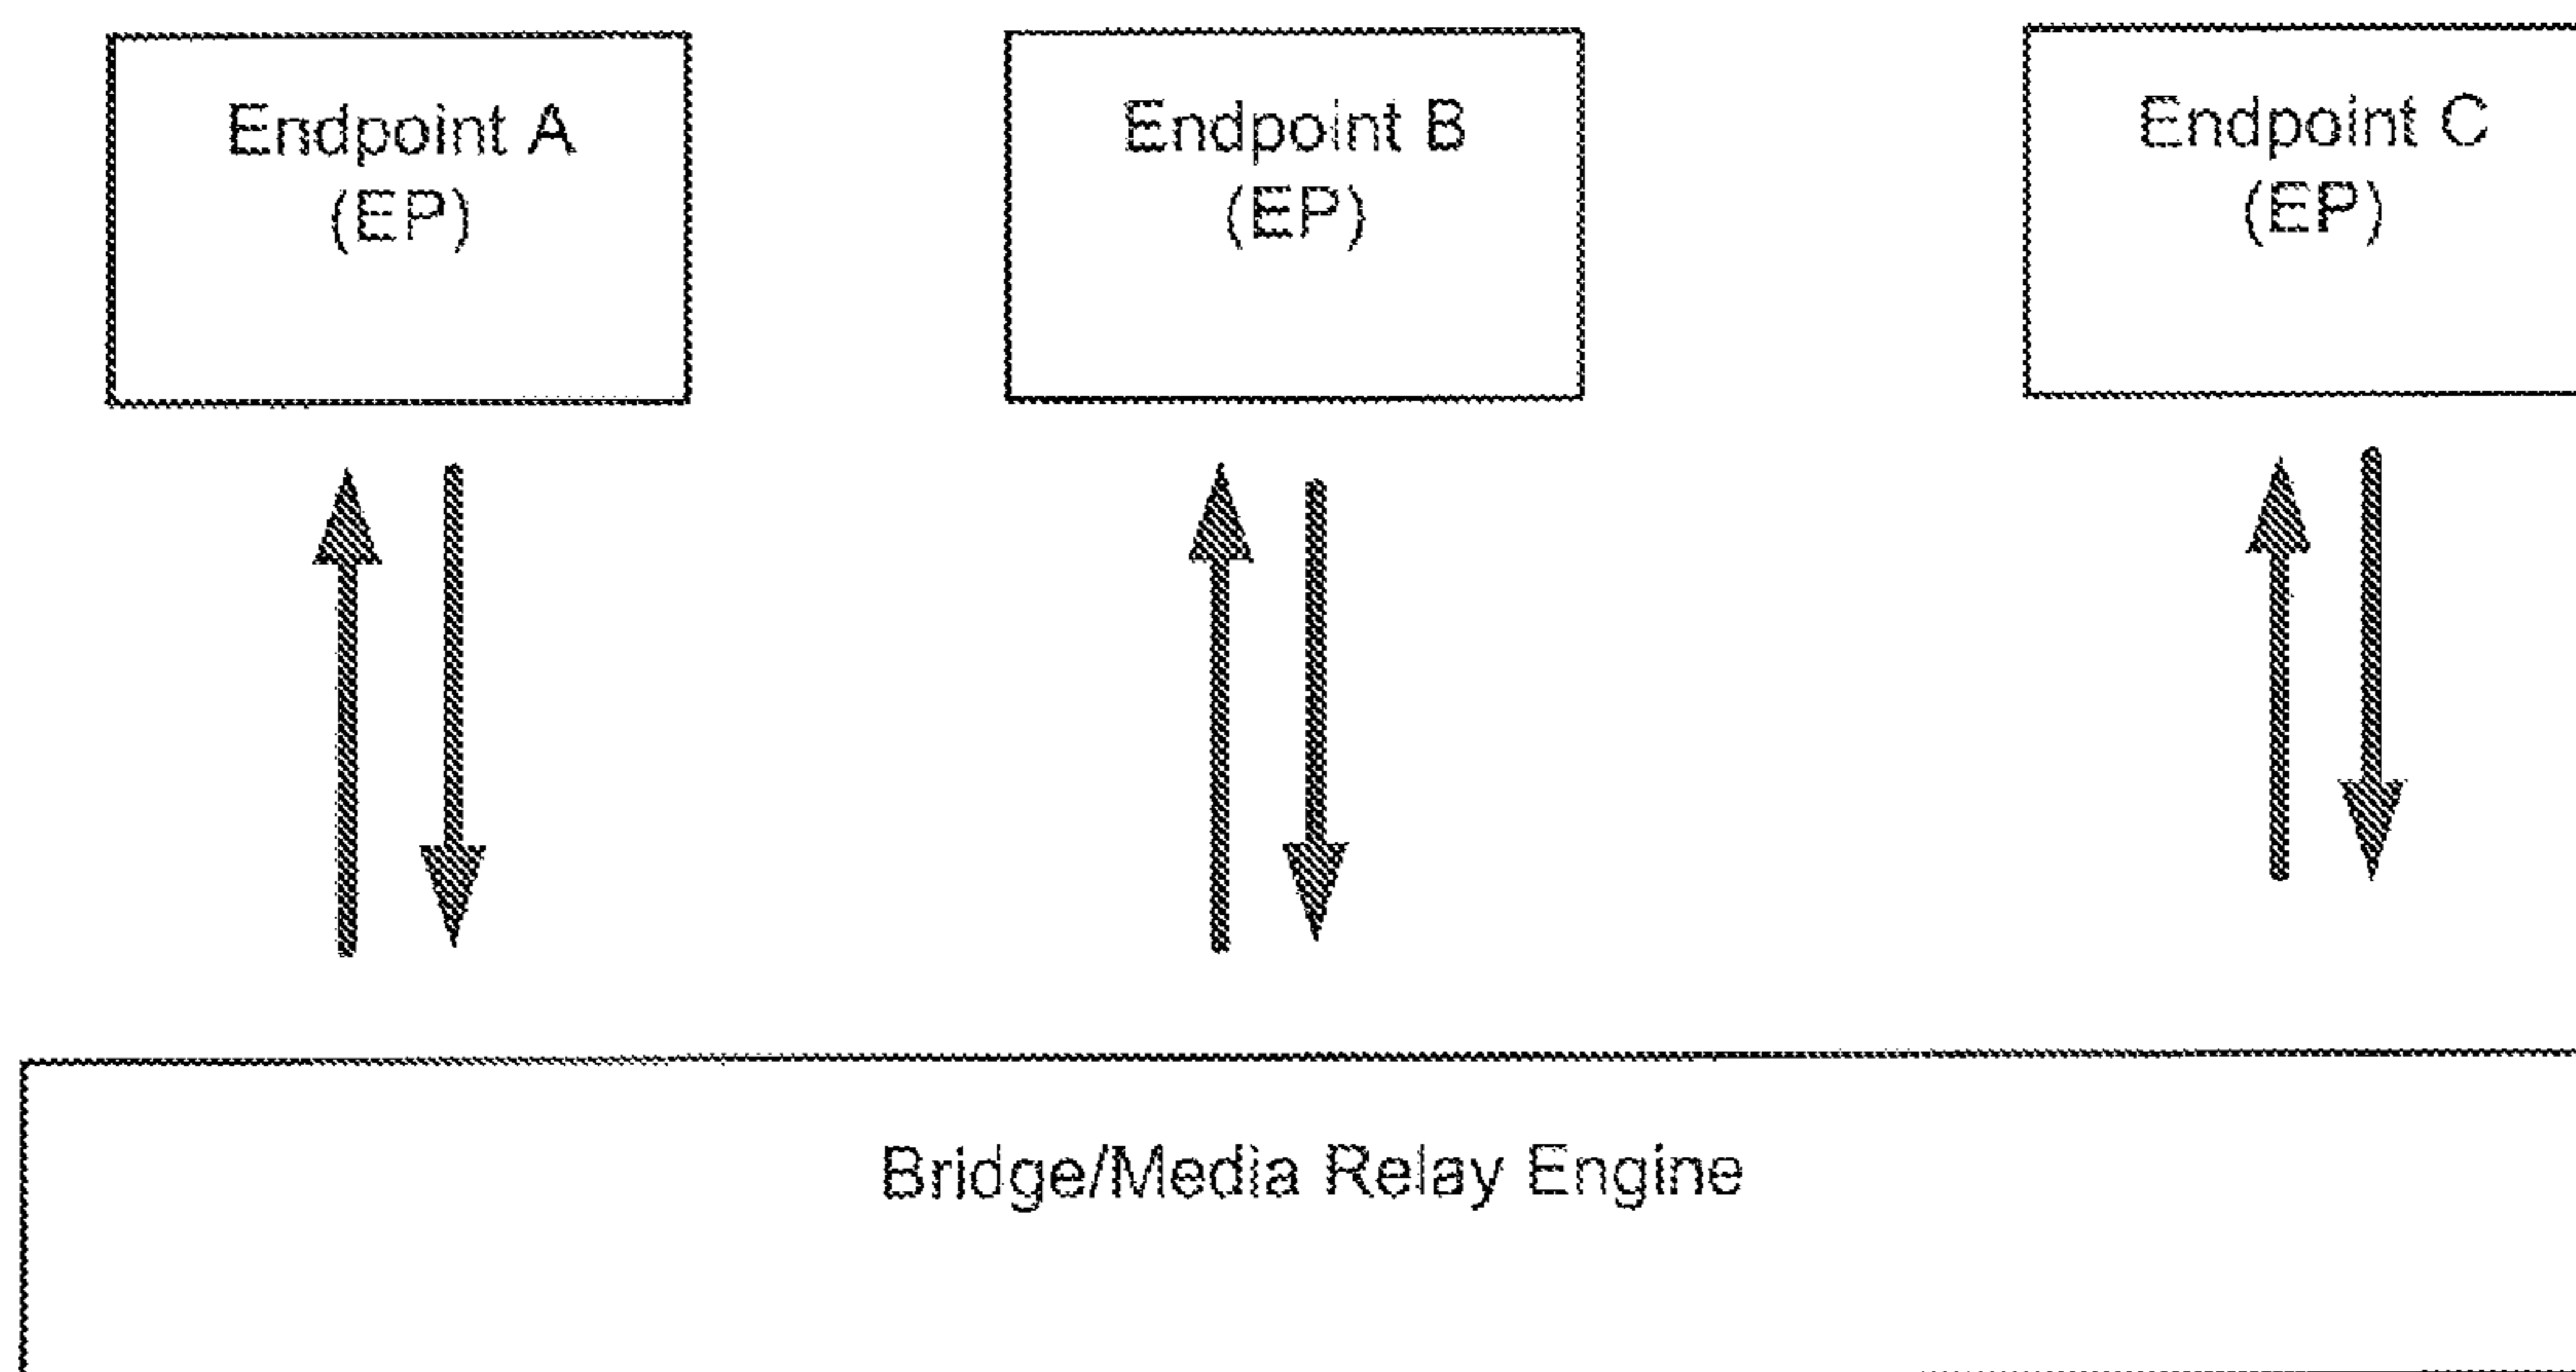 Endpoint A
(EP)
Endpoint B
(EP)
Endpoint C
(EP)
Bridge/Media Relay Engine